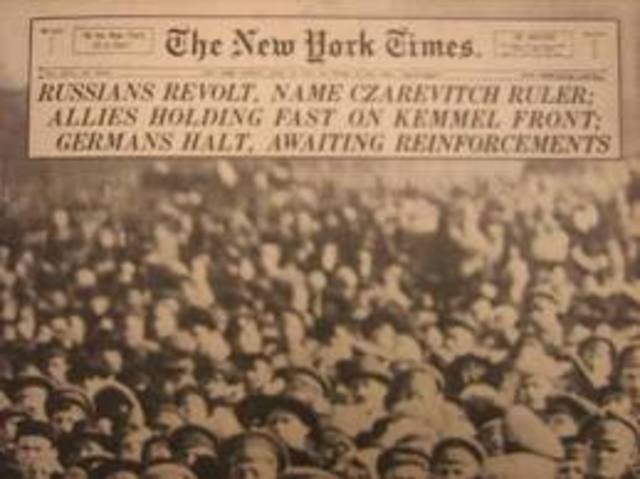 The New York Times.
RUSSIANS REVOLT, NAME CZAREVITCH RULER;
ALLIES HOLDING FAST ON KEMMEL FRONT;
GERMANS HALT, AWAITING REINFORCEMENTS